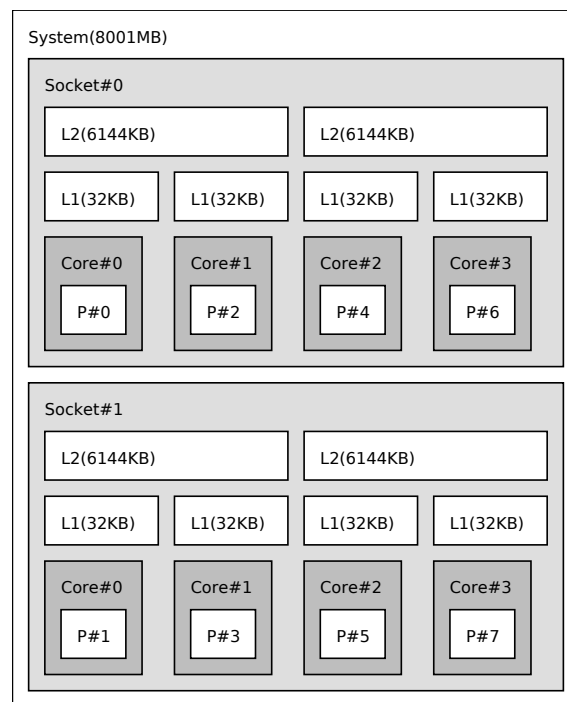 System(8001MB)
Socket#0
L2(6144KB) L2(6144KB)
L1(32KB) L1(32KB) L1(32KB) L1(32KB)
Core#0 Core#1 Core#2 Core#3
P#0 P#2 P#4 P#6
Socket#1
L2(6144KB) L2(6144KB)
L1(32KB) L1(32KB) L1(32KB) L1(32KB)
Core#0 Core#1 Core#2 Core#3
P#1 P#3 P#5 P#7